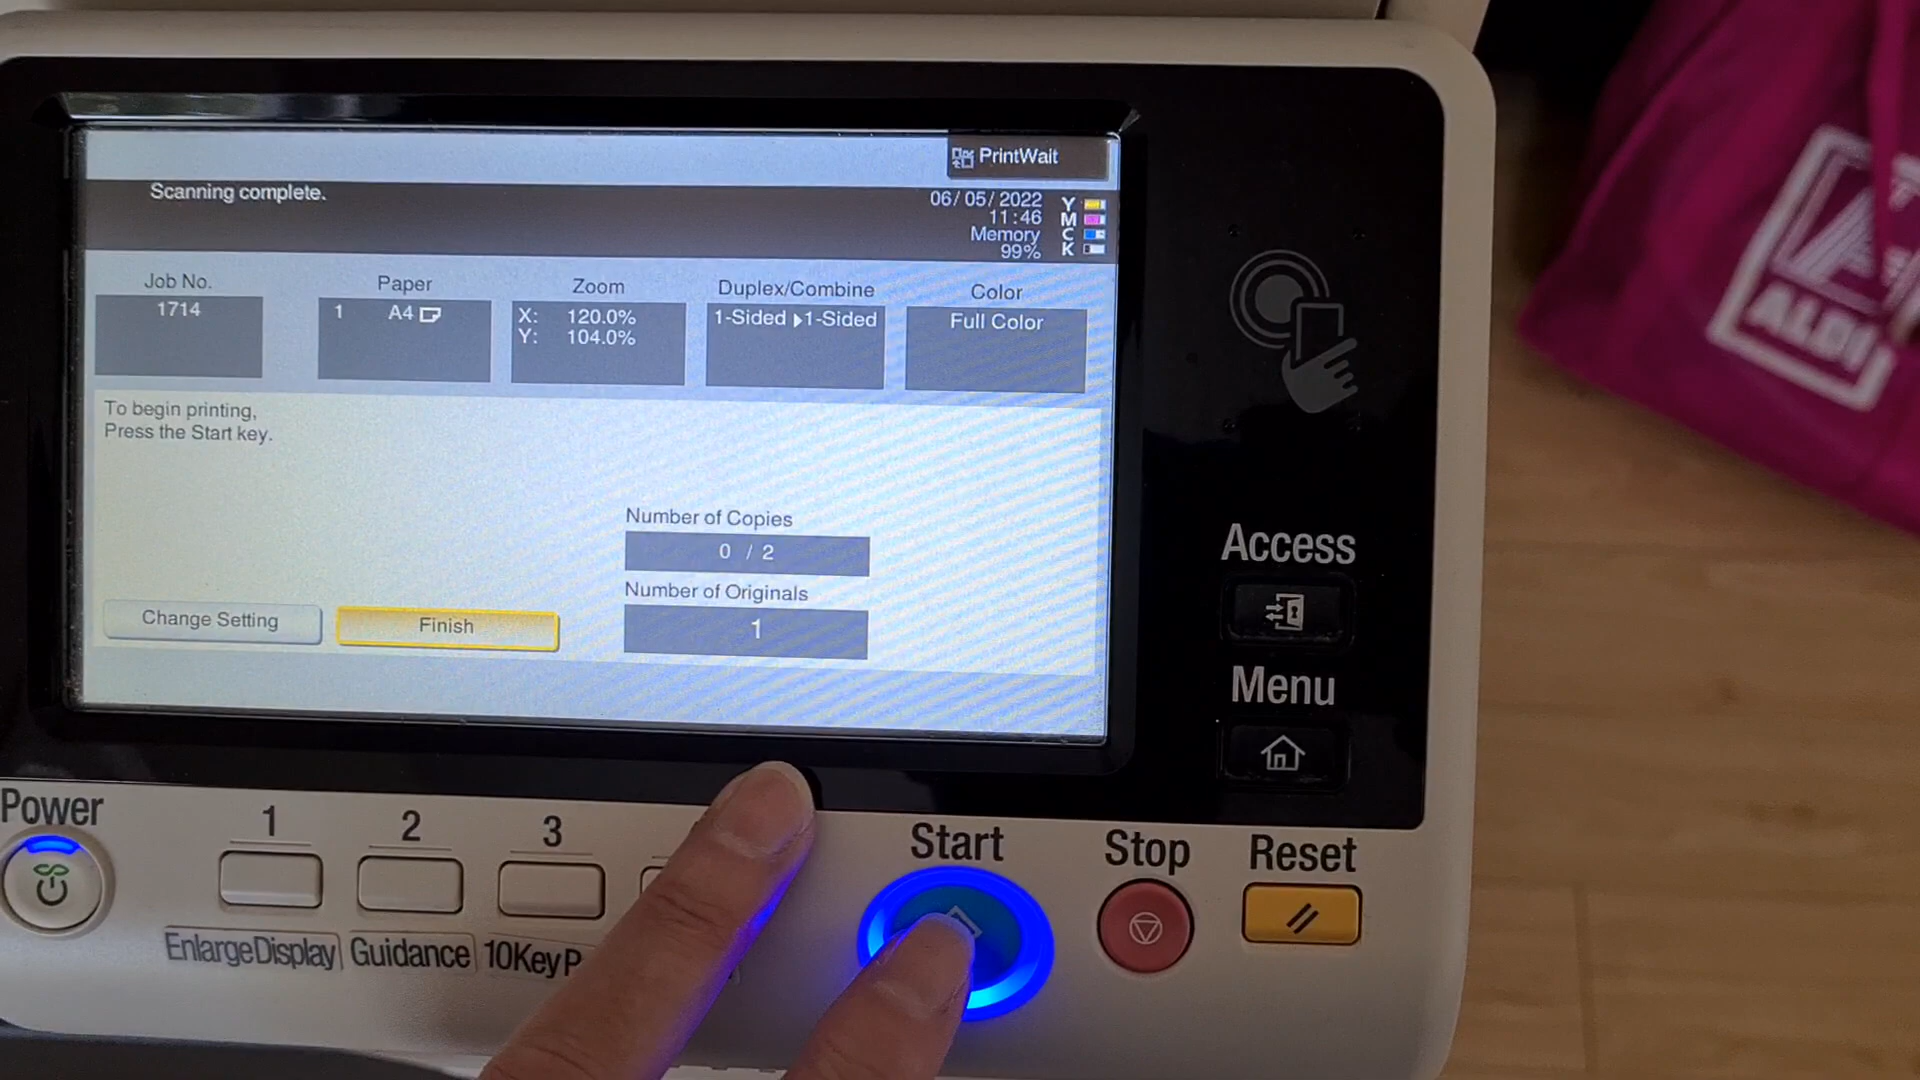 PrintWait
Scanning complete.
06/05/2022
11:46
Memory
99%
Y
M
C
K
Job No.
1714
Paper
1 A4
Zoom
X: 120.0%
Y: 104.0%
Duplex/Combine
1-Sided 1-Sided
Color
Full Color
To begin printing,
Press the Start key.
Number of Copies
0 / 2
Number of Originals
1
Change Setting
Finish
Access
Menu
Power
1
2
3
Start
Stop
Reset
EnlargeDisplay
Guidance
10KeyP
ALDI